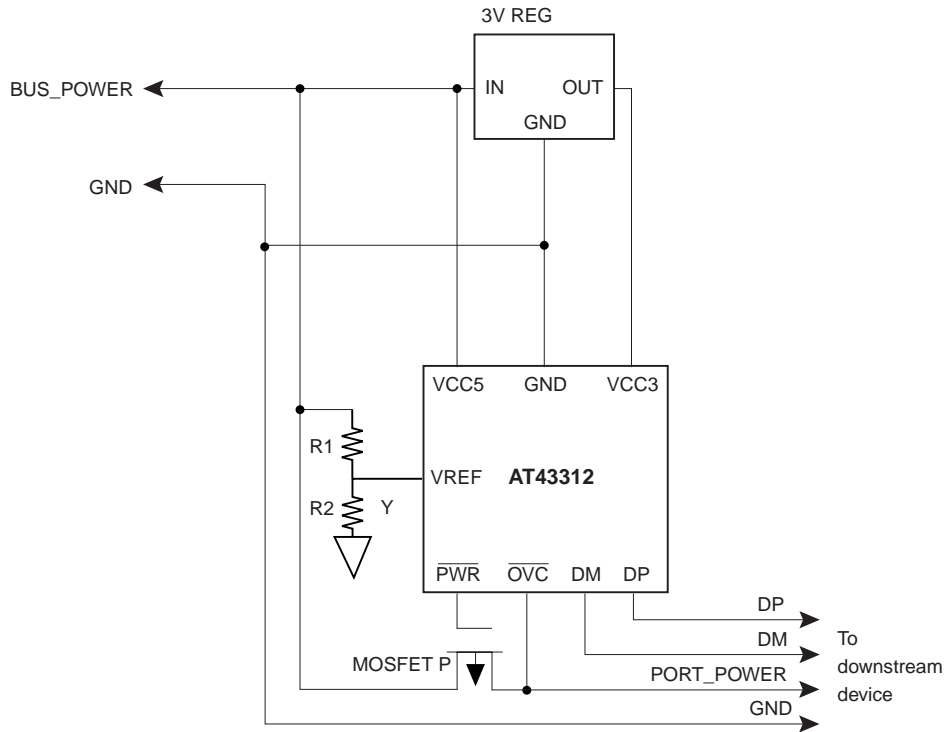 3V REG
BUS_POWER
IN OUT
GND
GND
VCC5 GND VCC3
R1
VREF AT43312
R2 Y
PWR OVC DM DP
DP
DM
MOSFET P
PORT_POWER
GND
To
downstream
device